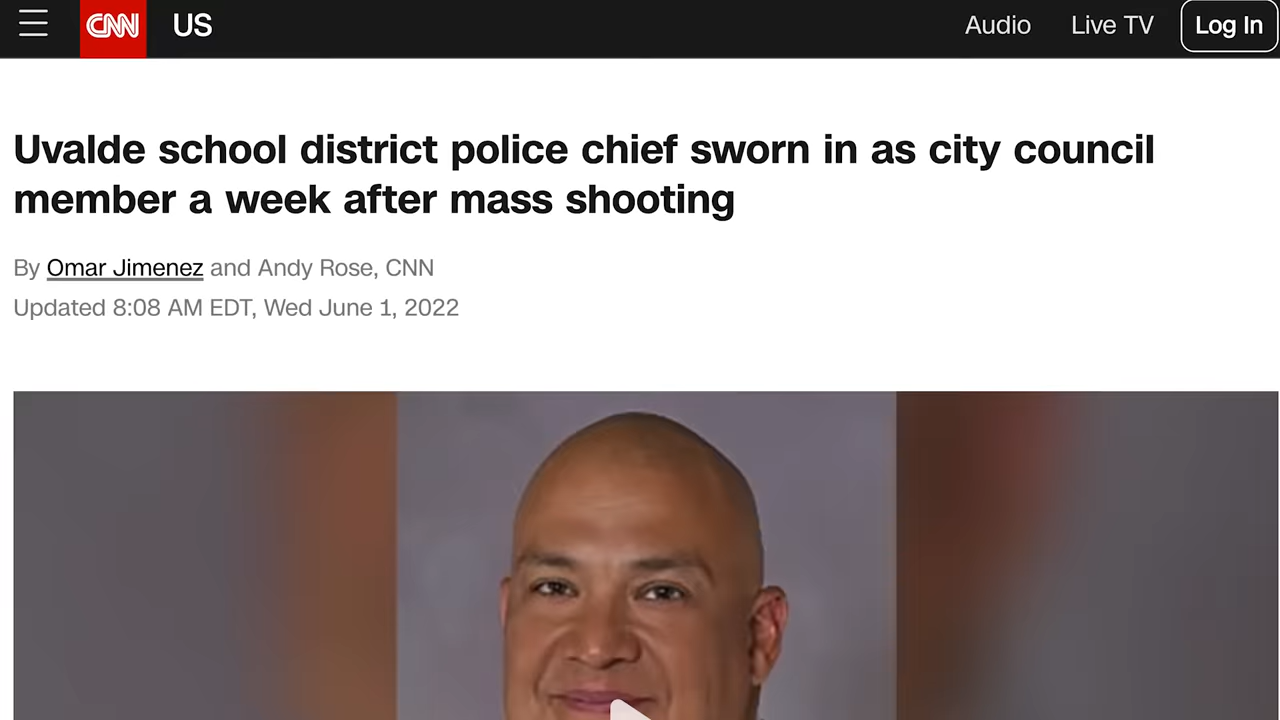 CNN US Audio Live TV Log In
Uvalde school district police chief sworn in as city council
member a week after mass shooting
By Omar Jimenez and Andy Rose, CNN
Updated 8:08 AM EDT, Wed June 1, 2022